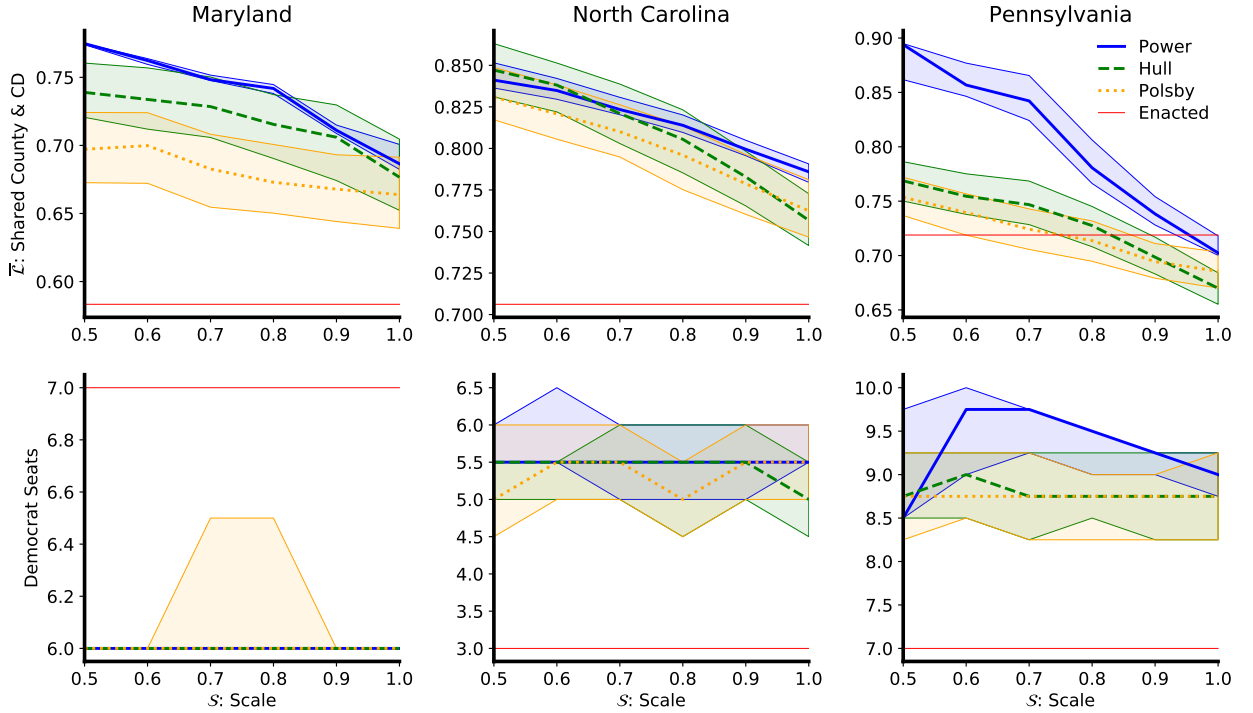 Maryland
North Carolina
Pennsylvania
ℒ̅: Shared County & CD
0.75
0.70
0.65
0.60
0.5 0.6 0.7 0.8 0.9 1.0
0.850
0.825
0.800
0.775
0.750
0.725
0.700
0.5 0.6 0.7 0.8 0.9 1.0
0.90
0.85
0.80
0.75
0.70
0.65
0.5 0.6 0.7 0.8 0.9 1.0
Power
Hull
Polsby
Enacted
Democrat Seats
7.0
6.8
6.6
6.4
6.2
6.0
0.5 0.6 0.7 0.8 0.9 1.0
𝒮: Scale
6.5
6.0
5.5
5.0
4.5
4.0
3.5
3.0
0.5 0.6 0.7 0.8 0.9 1.0
𝒮: Scale
10.0
9.5
9.0
8.5
8.0
7.5
7.0
0.5 0.6 0.7 0.8 0.9 1.0
𝒮: Scale